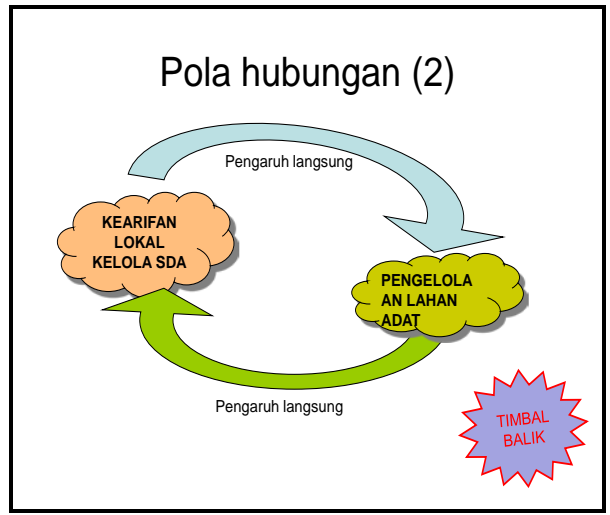 Pola hubungan (2)
Pengaruh langsung
KEARIFAN
LOKAL
KELOLA SDA
PENGELOLA
AN LAHAN
ADAT
Pengaruh langsung
TIMBAL
BALIK